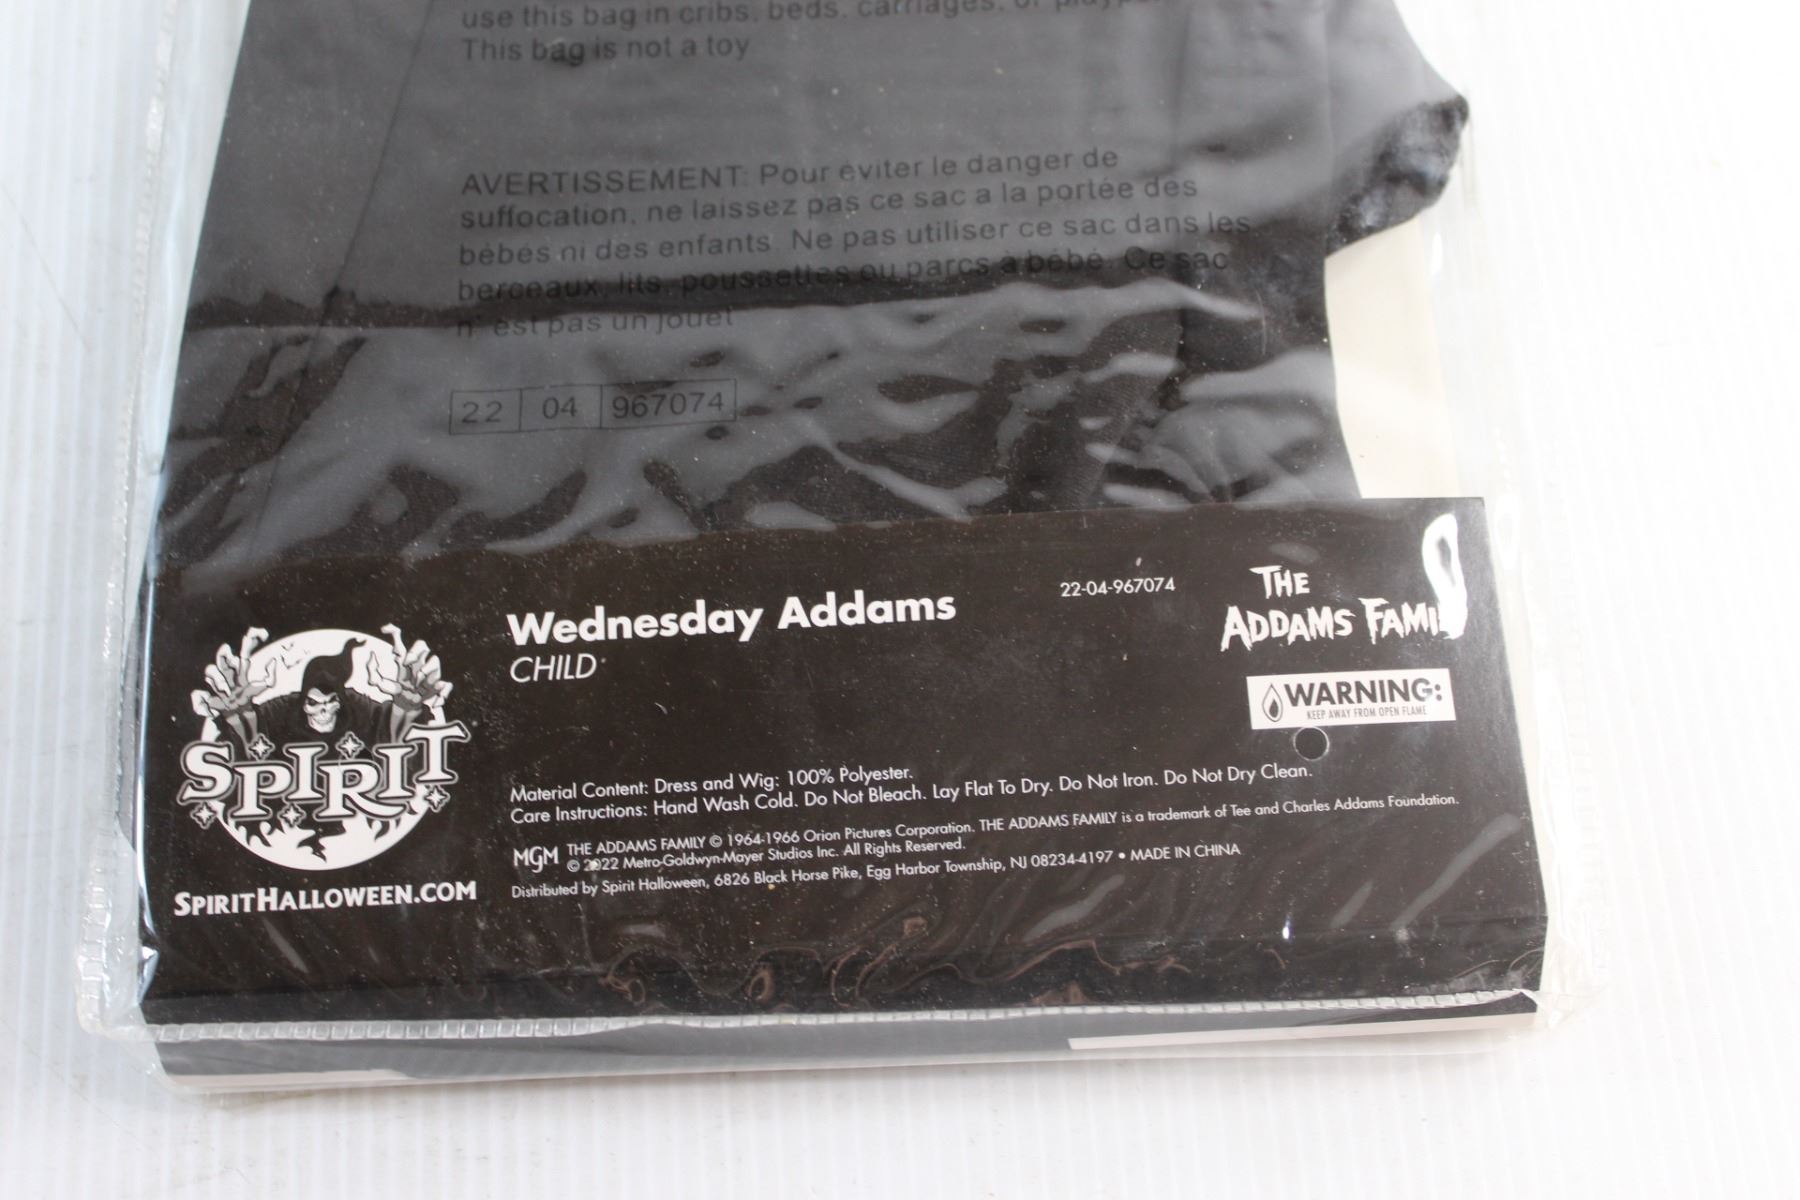 use this bag in cribs, beds, carriages, or
This bag is not a toy
AVERTISSEMENT: Pour éviter le danger de
suffocation, ne laissez pas ce sac a la portée des
bébés ni des enfants. Ne pas utiliser ce sac dans les
berceaux, lits, poussettes ou parcs à bébé. Ce sac
n' est pas un jouet
22 04 967074
Wednesday Addams
CHILD
22-04-967074
THE
ADDAMS FAMI
WARNING:
KEEP AWAY FROM OPEN FLAME
SPIRIT
SPIRITHALLOWEEN.COM
Material Content: Dress and Wig: 100% Polyester.
Care Instructions: Hand Wash Cold. Do Not Bleach. Lay Flat To Dry. Do Not Iron. Do Not Dry Clean.
MGM THE ADDAMS FAMILY © 1964-1966 Orion Pictures Corporation. THE ADDAMS FAMILY is a trademark of Tee and Charles Addams Foundation.
© 2022 Metro-Goldwyn-Mayer Studios Inc. All Rights Reserved.
Distributed by Spirit Halloween, 6826 Black Horse Pike, Egg Harbor Township, NJ 08234-4197 • MADE IN CHINA